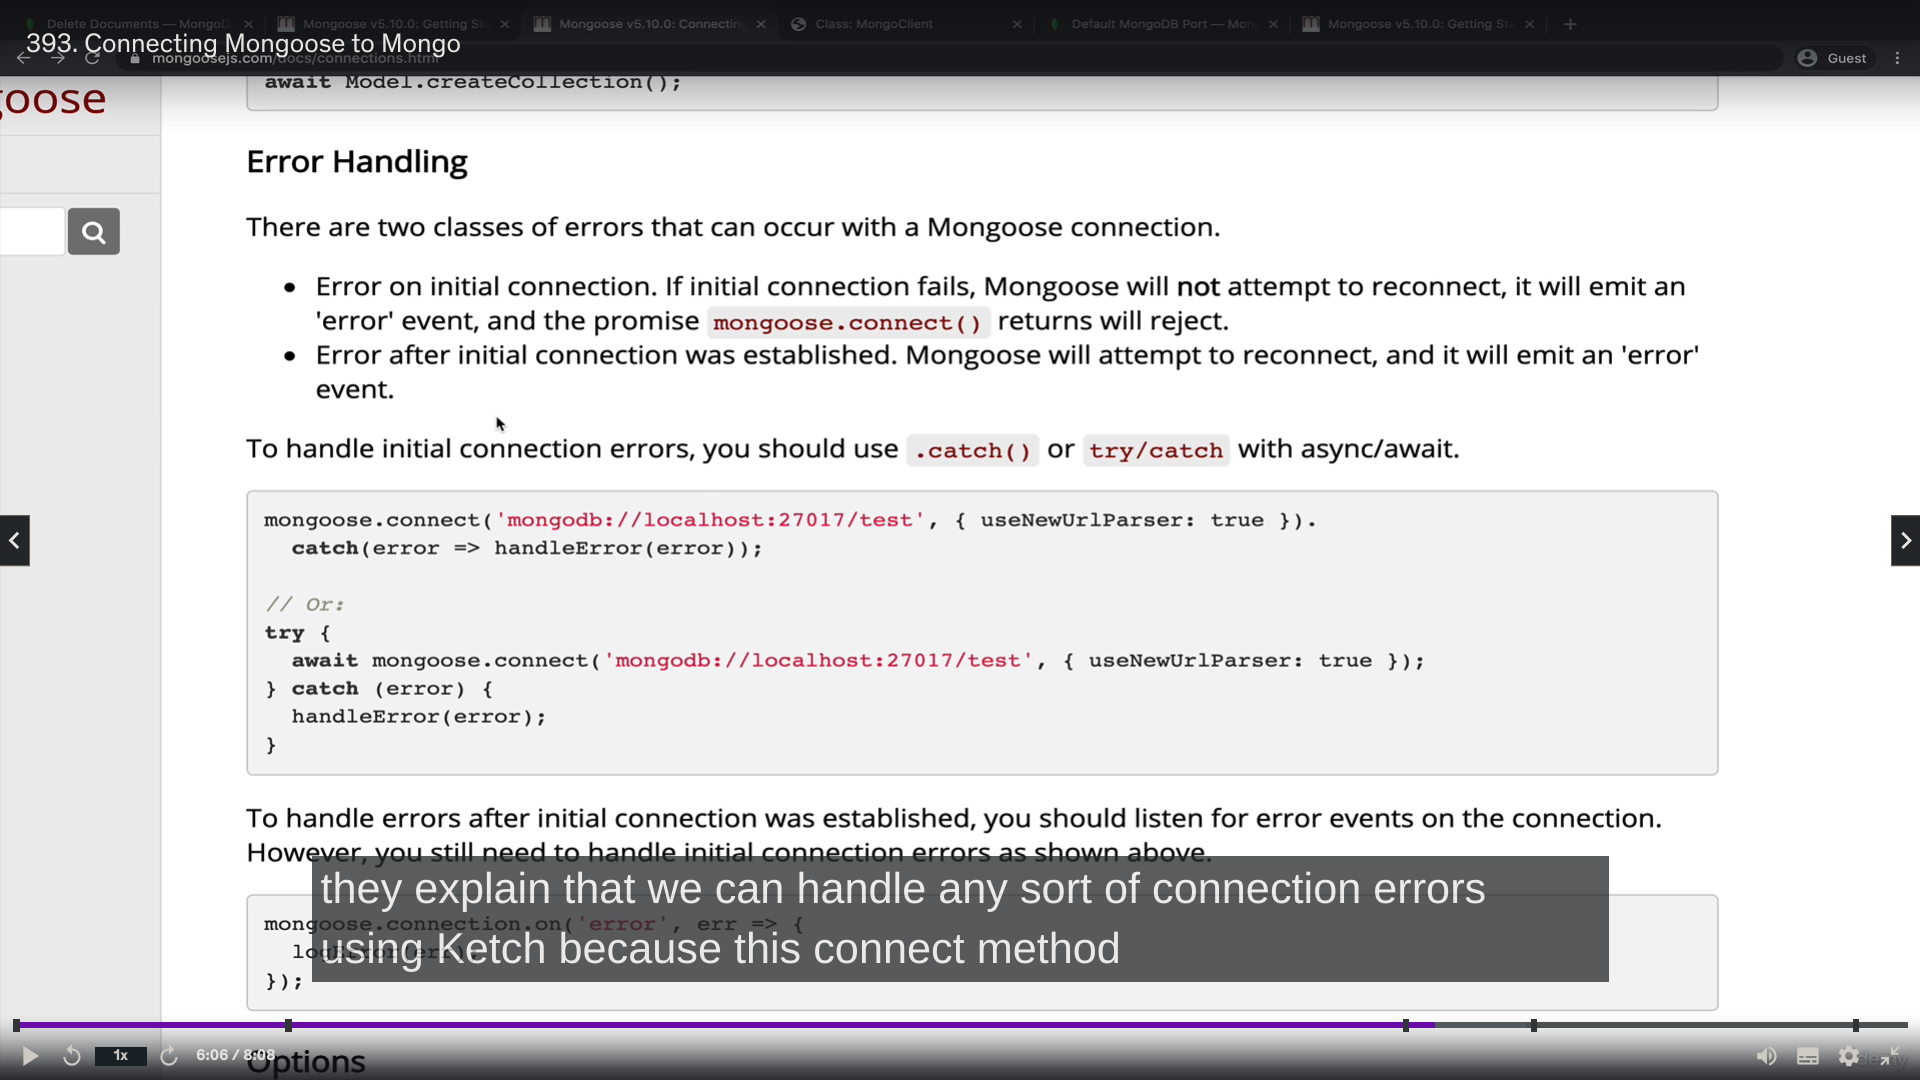 Delete Documents — MongoD
Mongoose v5.10.0: Getting St
Mongoose v5.10.0: Connecting
Class: MongoClient
Default MongoDB Port — Mon
Mongoose v5.10.0: Getting St
393. Connecting Mongoose to Mongo
mongoosejs.com/docs/connections.html
Guest
await Model.createCollection();
goose
Error Handling
There are two classes of errors that can occur with a Mongoose connection.
• Error on initial connection. If initial connection fails, Mongoose will not attempt to reconnect, it will emit an
'error' event, and the promise mongoose.connect() returns will reject.
• Error after initial connection was established. Mongoose will attempt to reconnect, and it will emit an 'error'
event.
To handle initial connection errors, you should use .catch() or try/catch with async/await.
mongoose.connect('mongodb://localhost:27017/test', { useNewUrlParser: true }).
catch(error => handleError(error));
// Or:
try {
await mongoose.connect('mongodb://localhost:27017/test', { useNewUrlParser: true });
} catch (error) {
handleError(error);
}
To handle errors after initial connection was established, you should listen for error events on the connection.
However, you still need to handle initial connection errors as shown above.
they explain that we can handle any sort of connection errors
mongoose.connection.on('error', err => {
using Ketch because this connect method
logError(err);
});
1x
6:06 / 8:08
Options